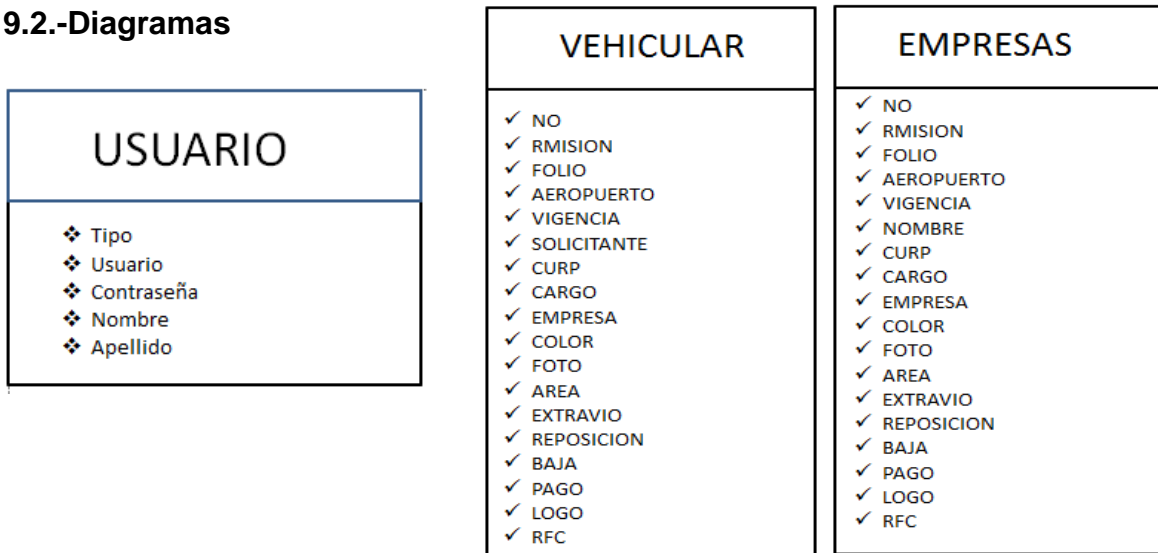 9.2.-Diagramas
USUARIO
Tipo
Usuario
Contraseña
Nombre
Apellido
VEHICULAR
NO
RMISION
FOLIO
AEROPUERTO
VIGENCIA
SOLICITANTE
CURP
CARGO
EMPRESA
COLOR
FOTO
AREA
EXTRAVIO
REPOSICION
BAJA
PAGO
LOGO
RFC
EMPRESAS
NO
RMISION
FOLIO
AEROPUERTO
VIGENCIA
NOMBRE
CURP
CARGO
EMPRESA
COLOR
FOTO
AREA
EXTRAVIO
REPOSICION
BAJA
PAGO
LOGO
RFC